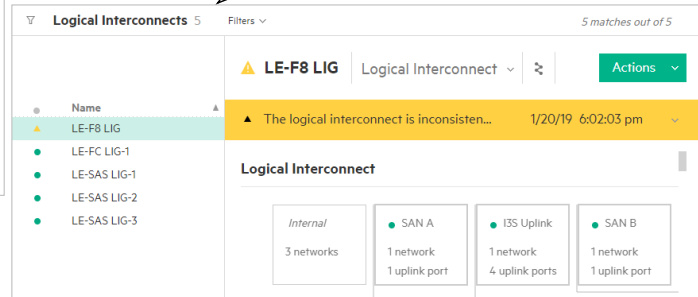 Logical Interconnects 5 Filters 5 matches out of 5
LE-F8 LIG Logical Interconnect Actions
Name
LE-F8 LIG
LE-FC LIG-1
LE-SAS LIG-1
LE-SAS LIG-2
LE-SAS LIG-3
The logical interconnect is inconsisten... 1/20/19 6:02:03 pm
Logical Interconnect
Internal
3 networks
SAN A
1 network
1 uplink port
I3S Uplink
1 network
4 uplink ports
SAN B
1 network
1 uplink port